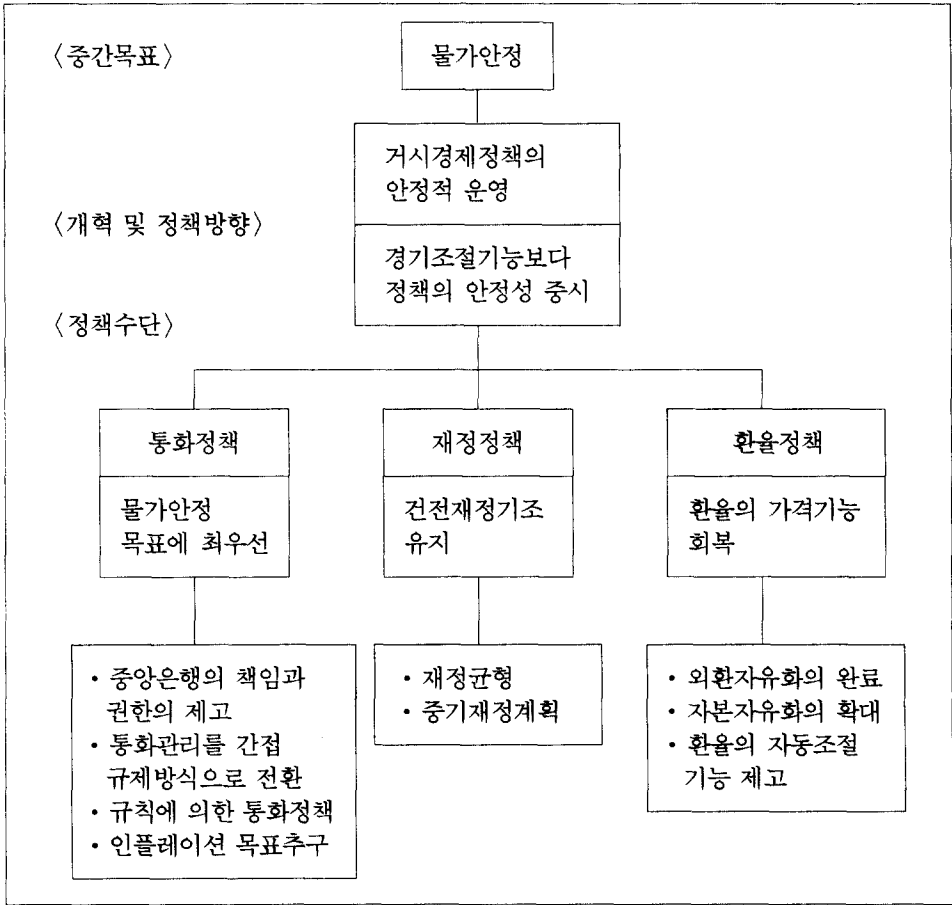 〈중간목표〉
물가안정
거시경제정책의
안정적 운영
〈개혁 및 정책방향〉
경기조절기능보다
정책의 안정성 중시
〈정책수단〉
통화정책
물가안정
목표에 최우선
• 중앙은행의 책임과
권한의 제고
• 통화관리를 간접
규제방식으로 전환
• 규칙에 의한 통화정책
• 인플레이션 목표추구
재정정책
건전재정기조
유지
• 재정균형
• 중기재정계획
환율정책
환율의 가격기능
회복
• 외환자유화의 완료
• 자본자유화의 확대
• 환율의 자동조절
기능 제고